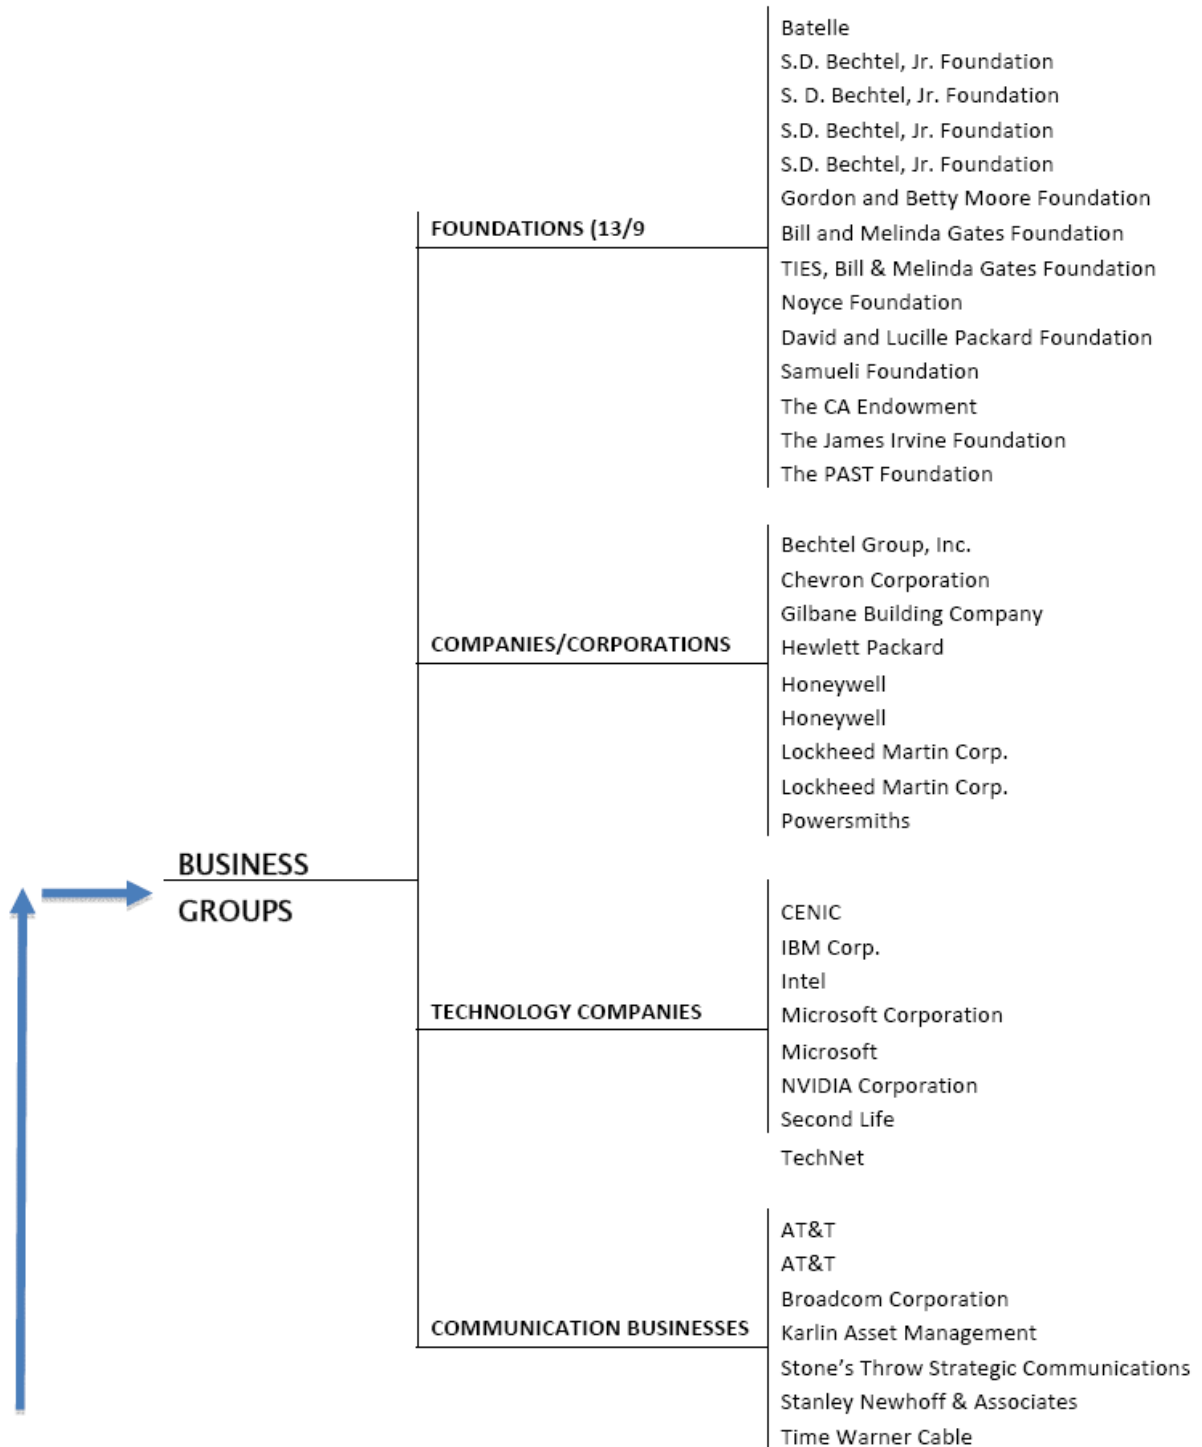 BUSINESS
GROUPS
FOUNDATIONS (13/9
Batelle
S.D. Bechtel, Jr. Foundation
S. D. Bechtel, Jr. Foundation
S.D. Bechtel, Jr. Foundation
S.D. Bechtel, Jr. Foundation
Gordon and Betty Moore Foundation
Bill and Melinda Gates Foundation
TIES, Bill & Melinda Gates Foundation
Noyce Foundation
David and Lucille Packard Foundation
Samueli Foundation
The CA Endowment
The James Irvine Foundation
The PAST Foundation
COMPANIES/CORPORATIONS
Bechtel Group, Inc.
Chevron Corporation
Gilbane Building Company
Hewlett Packard
Honeywell
Honeywell
Lockheed Martin Corp.
Lockheed Martin Corp.
Powersmiths
TECHNOLOGY COMPANIES
CENIC
IBM Corp.
Intel
Microsoft Corporation
Microsoft
NVIDIA Corporation
Second Life
TechNet
COMMUNICATION BUSINESSES
AT&T
AT&T
Broadcom Corporation
Karlin Asset Management
Stone’s Throw Strategic Communications
Stanley Newhoff & Associates
Time Warner Cable